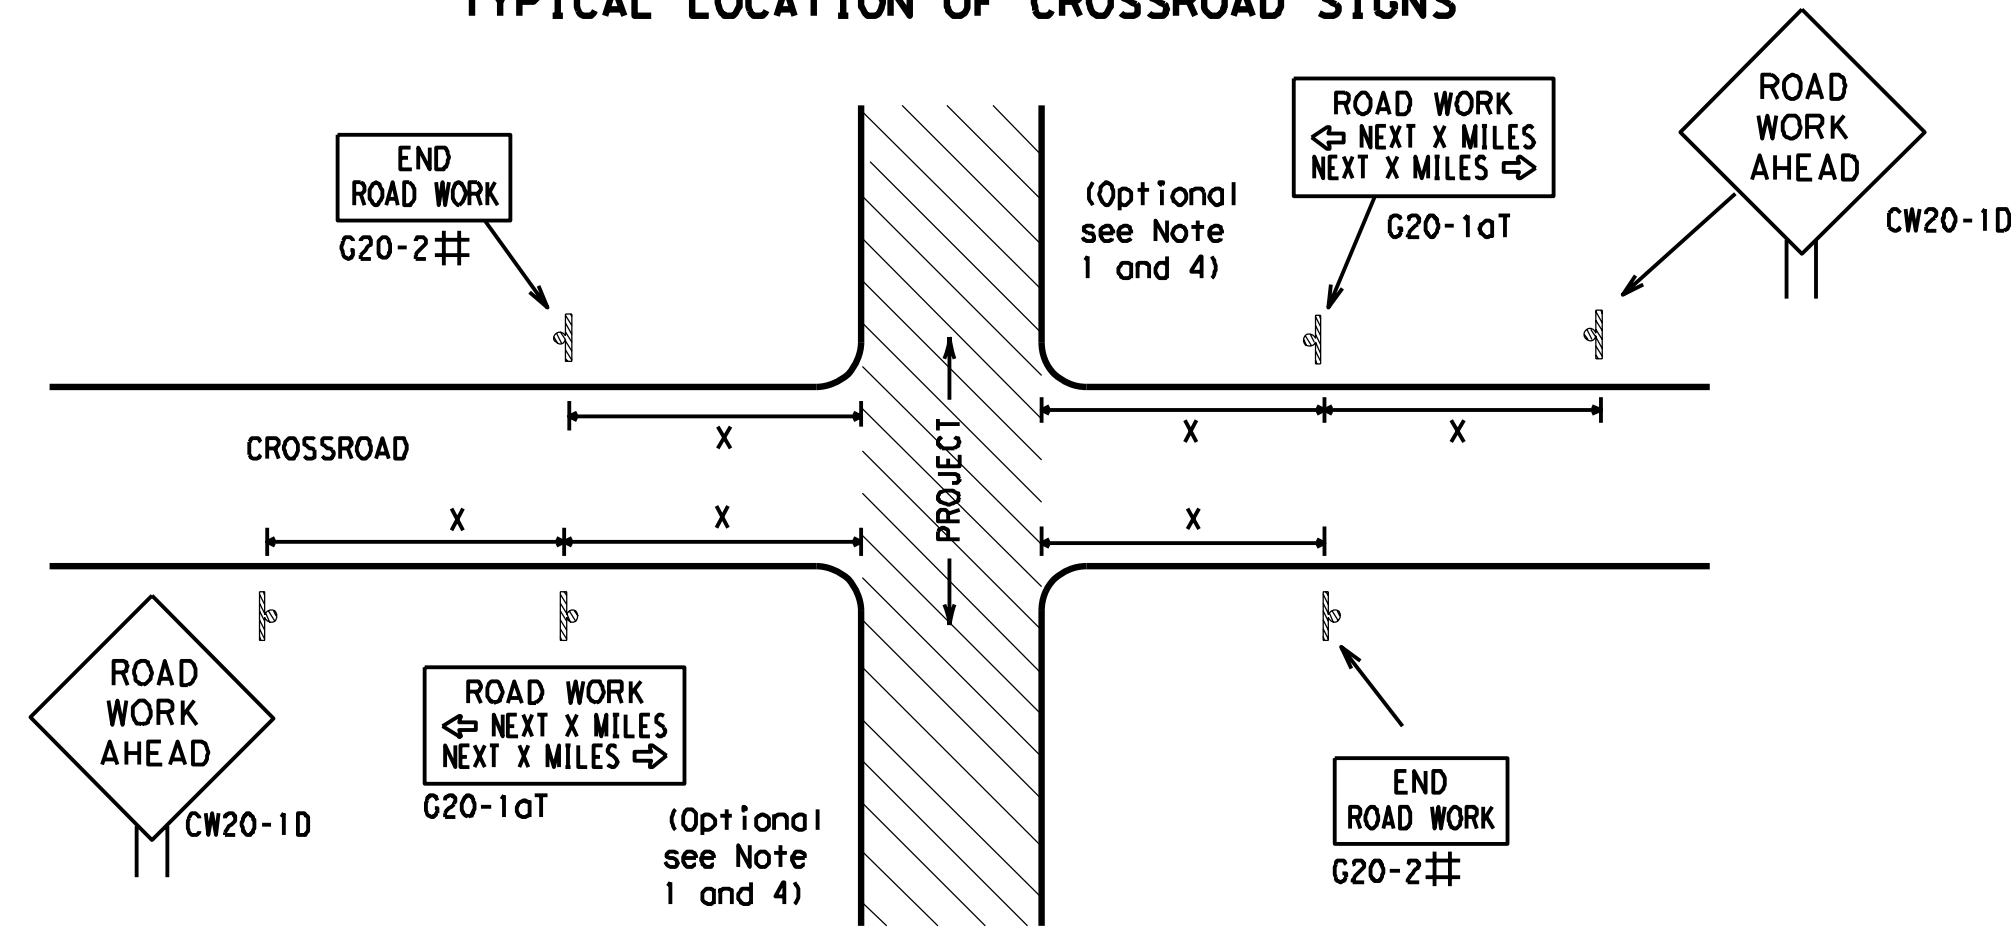 TYPICAL LOCATION OF CROSSROAD SIGNS
END
ROAD WORK
G20-2#
(Optional
see Note
1 and 4)
ROAD WORK
⇦ NEXT X MILES
NEXT X MILES ⇨
G20-1aT
ROAD
WORK
AHEAD
CW20-1D
CROSSROAD
X
X
X
PROJECT
X
X
X
ROAD
WORK
AHEAD
CW20-1D
ROAD WORK
⇦ NEXT X MILES
NEXT X MILES ⇨
G20-1aT
(Optional
see Note
1 and 4)
END
ROAD WORK
G20-2#